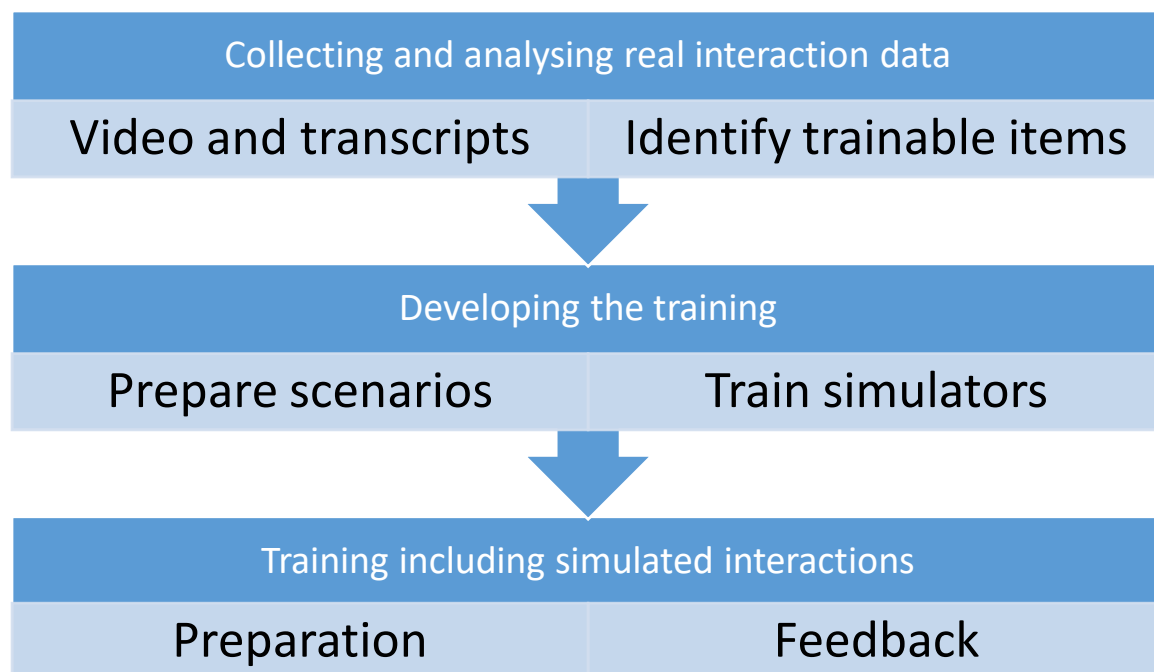 Collecting and analysing real interaction data
Video and transcripts
Identify trainable items
Developing the training
Prepare scenarios
Train simulators
Training including simulated interactions
Preparation
Feedback